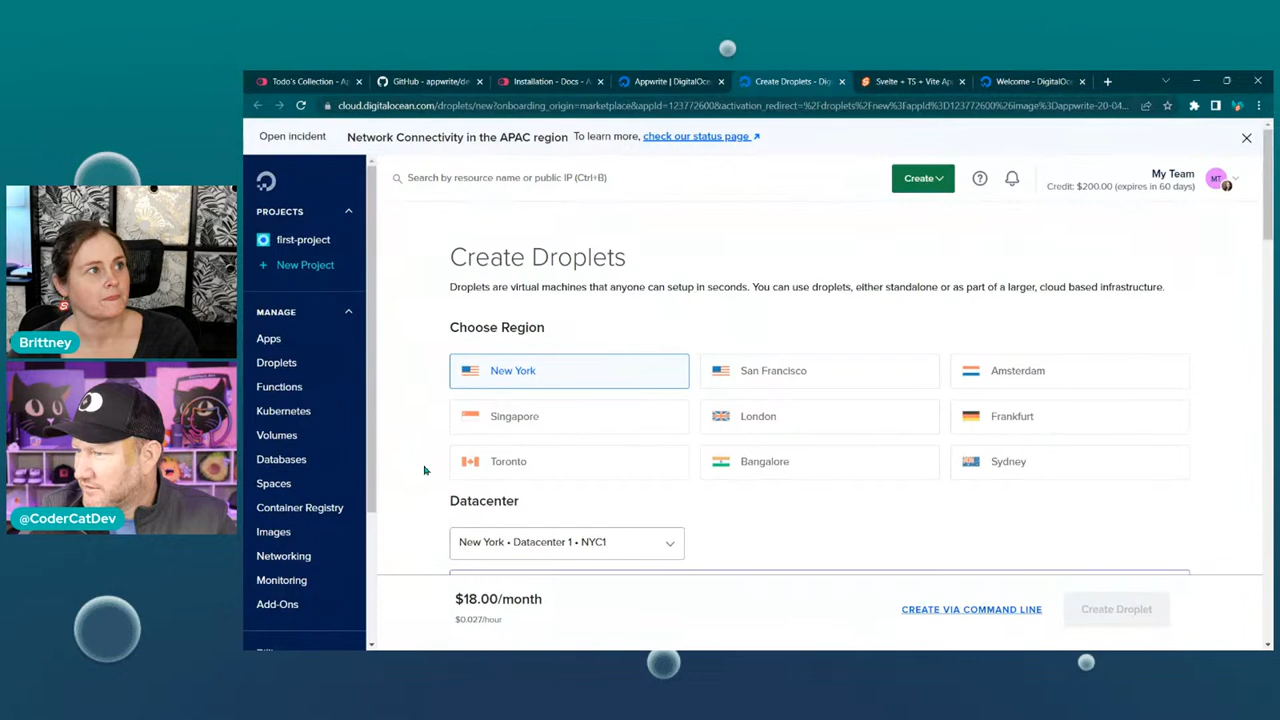 Todo's Collection - Ap
GitHub - appwrite/de
Installation - Docs - A
Appwrite | DigitalOce
Create Droplets - Dig
Svelte + TS + Vite Ap
Welcome - DigitalOc
cloud.digitalocean.com/droplets/new?onboarding_origin=marketplace&appId=123772600&activation_redirect=%2Fdroplets%2Fnew%3FappId%3D123772600%26image%3Dappwrite-20-04...
Open incident
Network Connectivity in the APAC region To learn more, check our status page
Search by resource name or public IP (Ctrl+B)
Create
My Team
Credit: $200.00 (expires in 60 days)
MT
PROJECTS
first-project
+ New Project
MANAGE
Apps
Droplets
Functions
Kubernetes
Volumes
Databases
Spaces
Container Registry
Images
Networking
Monitoring
Add-Ons
Create Droplets
Droplets are virtual machines that anyone can setup in seconds. You can use droplets, either standalone or as part of a larger, cloud based infrastructure.
Choose Region
New York
San Francisco
Amsterdam
Singapore
London
Frankfurt
Toronto
Bangalore
Sydney
Datacenter
New York • Datacenter 1 • NYC1
$18.00/month
$0.027/hour
CREATE VIA COMMAND LINE
Create Droplet
Brittney
@CoderCatDev